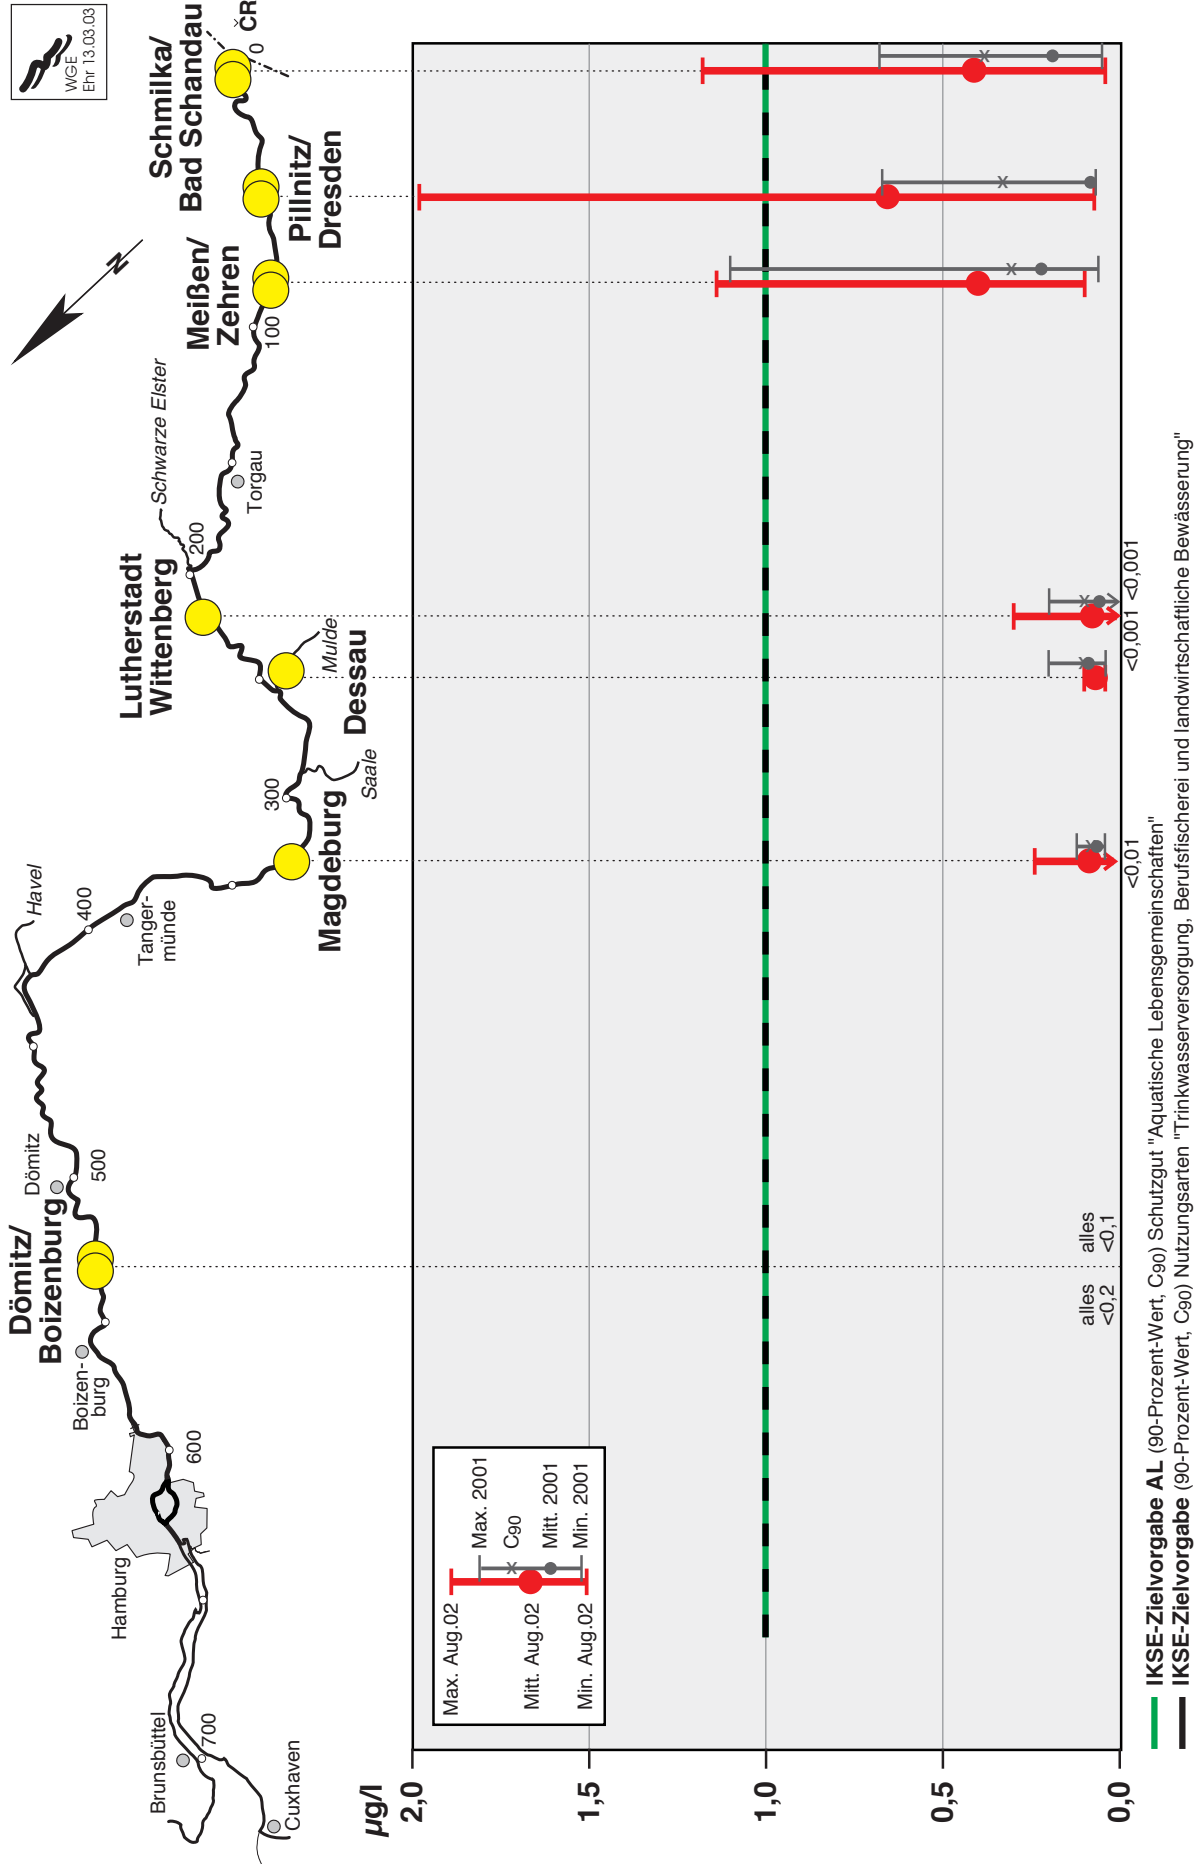 WGE
Ehr 13.03.03
Schmilka/
Bad Schandau
0
ČR
Pillnitz/
Dresden
Meißen/
Zehren
100
N
Schwarze Elster
Torgau
200
Lutherstadt
Wittenberg
Mulde
Dessau
Saale
300
Magdeburg
Havel
400
Tanger-
münde
Dömitz
500
Dömitz/
Boizenburg
Boizen-
burg
600
Hamburg
Brunsbüttel
700
Cuxhaven
µg/l
2,0
1,5
1,0
0,5
0,0
Max. Aug.02
Mitt. Aug.02
Min. Aug.02
Max. 2001
C90
Mitt. 2001
Min. 2001
alles
<0,2
alles
<0,1
<0,01
<0,001
<0,001
IKSE-Zielvorgabe AL (90-Prozent-Wert, C90) Schutzgut "Aquatische Lebensgemeinschaften"
IKSE-Zielvorgabe (90-Prozent-Wert, C90) Nutzungsarten "Trinkwasserversorgung, Berufsfischerei und landwirtschaftliche Bewässerung"